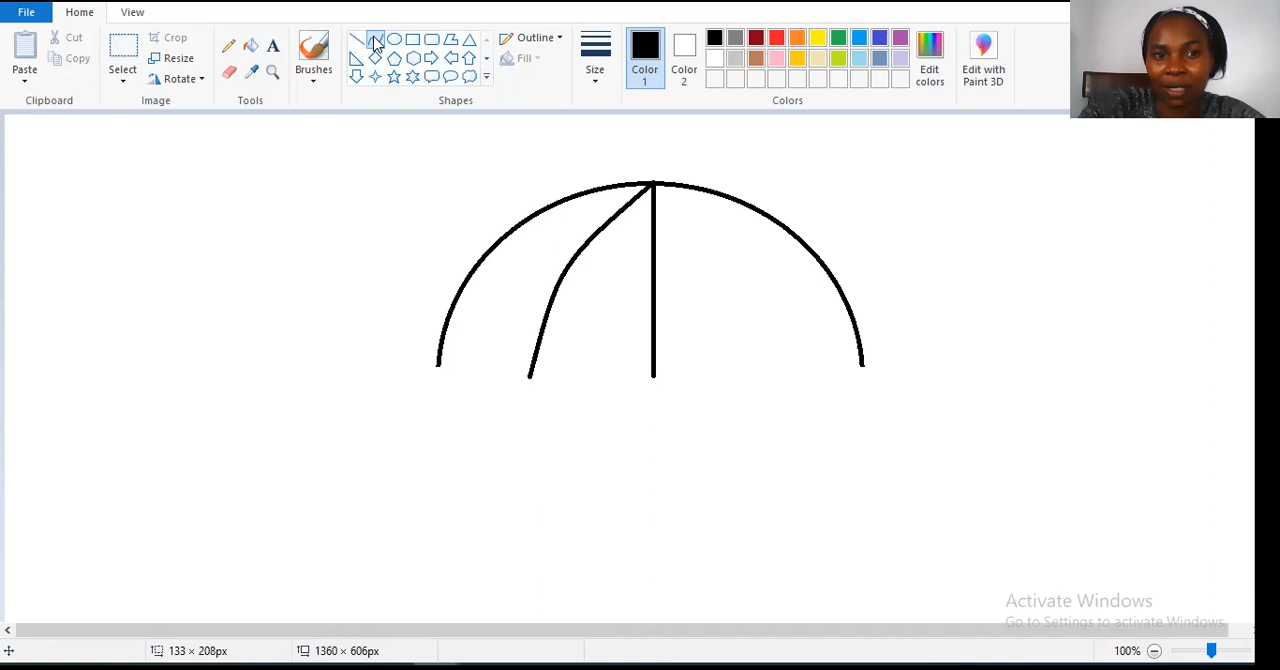 File
Home
View
Paste
Cut
Copy
Clipboard
Select
Crop
Resize
Rotate
Image
Tools
Brushes
Shapes
Outline
Fill
Size
Color 1
Color 2
Colors
Edit colors
Edit with Paint 3D
Activate Windows
Go to Settings to activate Windows.
133 × 208px
1360 × 606px
100%